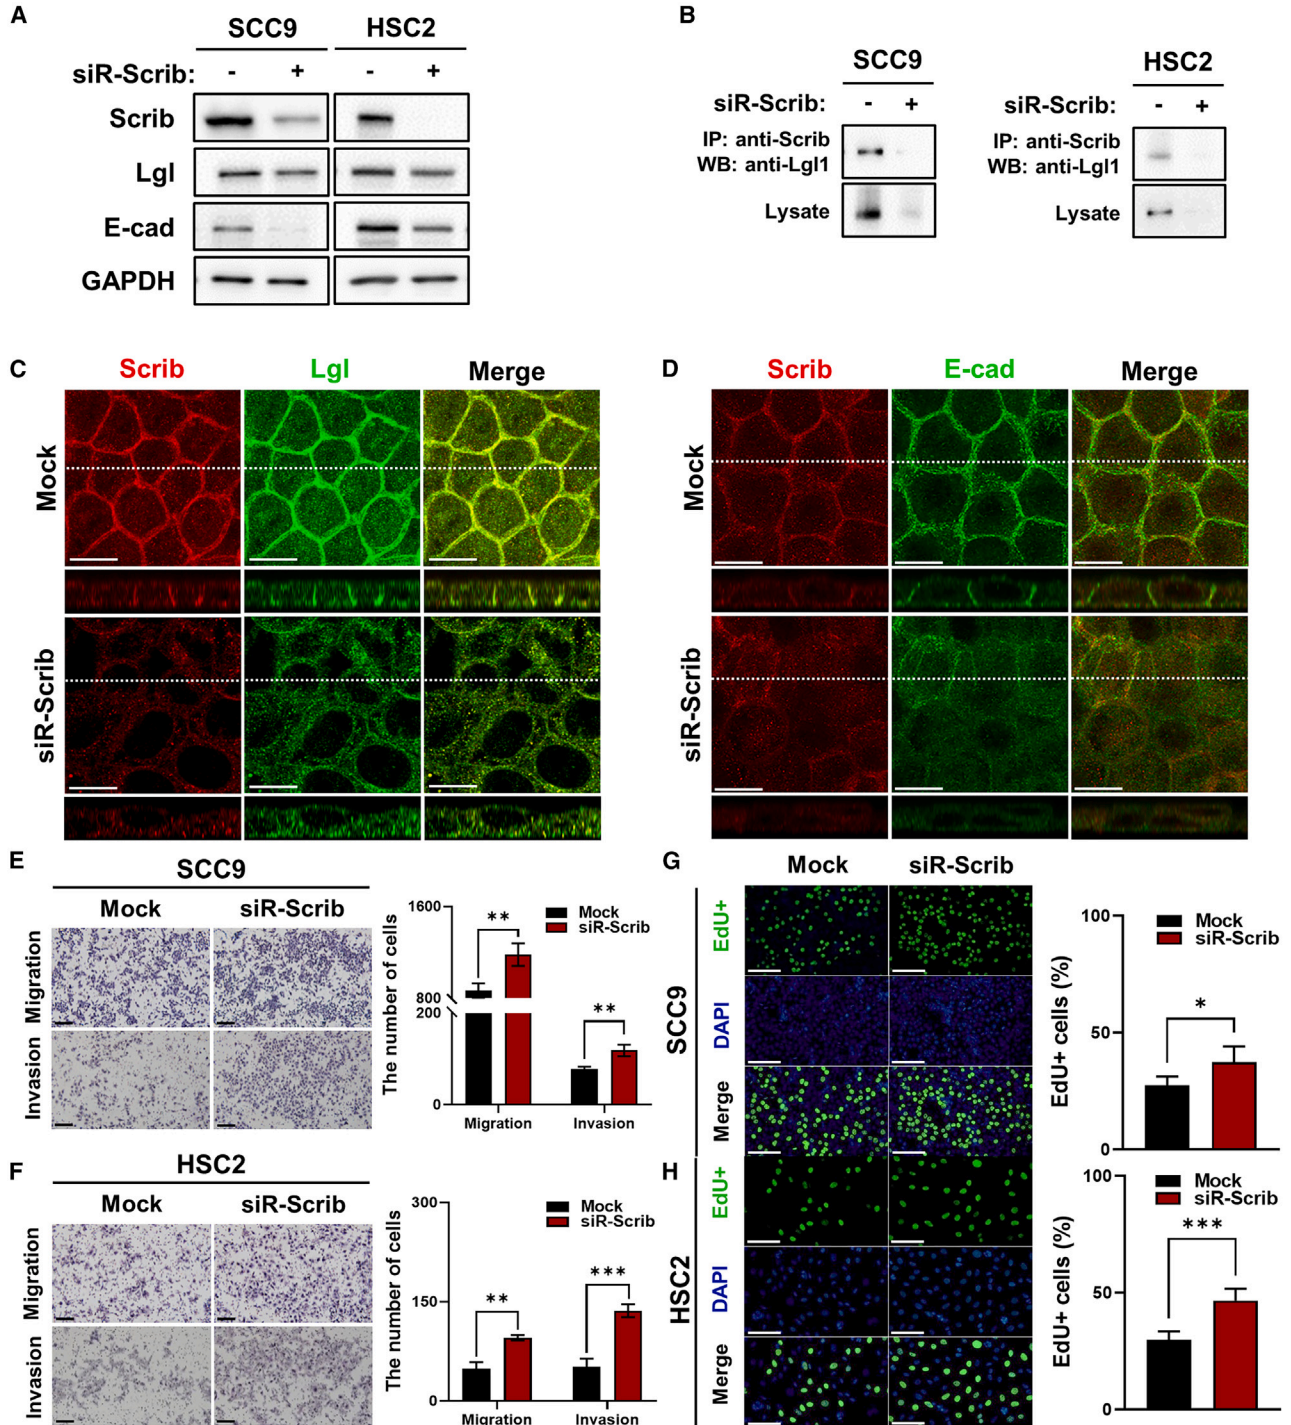 A
SCC9 HSC2
siR-Scrib: - + - +
Scrib
Lgl
E-cad
GAPDH
B
SCC9
siR-Scrib: - +
IP: anti-Scrib
WB: anti-Lgl1
Lysate
HSC2
siR-Scrib: - +
IP: anti-Scrib
WB: anti-Lgl1
Lysate
C
Scrib Lgl Merge
Mock
siR-Scrib
D
Scrib E-cad Merge
Mock
siR-Scrib
E
SCC9
Mock siR-Scrib
Migration
Invasion
The number of cells
1600
800
200
0
** 
**
Mock
siR-Scrib
Migration Invasion
F
HSC2
Mock siR-Scrib
Migration
Invasion
The number of cells
300
150
0
**
***
Mock
siR-Scrib
Migration Invasion
G
Mock siR-Scrib
SCC9
EdU+
DAPI
Merge
EdU+ cells (%)
100
50
0
*
Mock
siR-Scrib
H
HSC2
EdU+
DAPI
Merge
EdU+ cells (%)
100
50
0
***
Mock
siR-Scrib